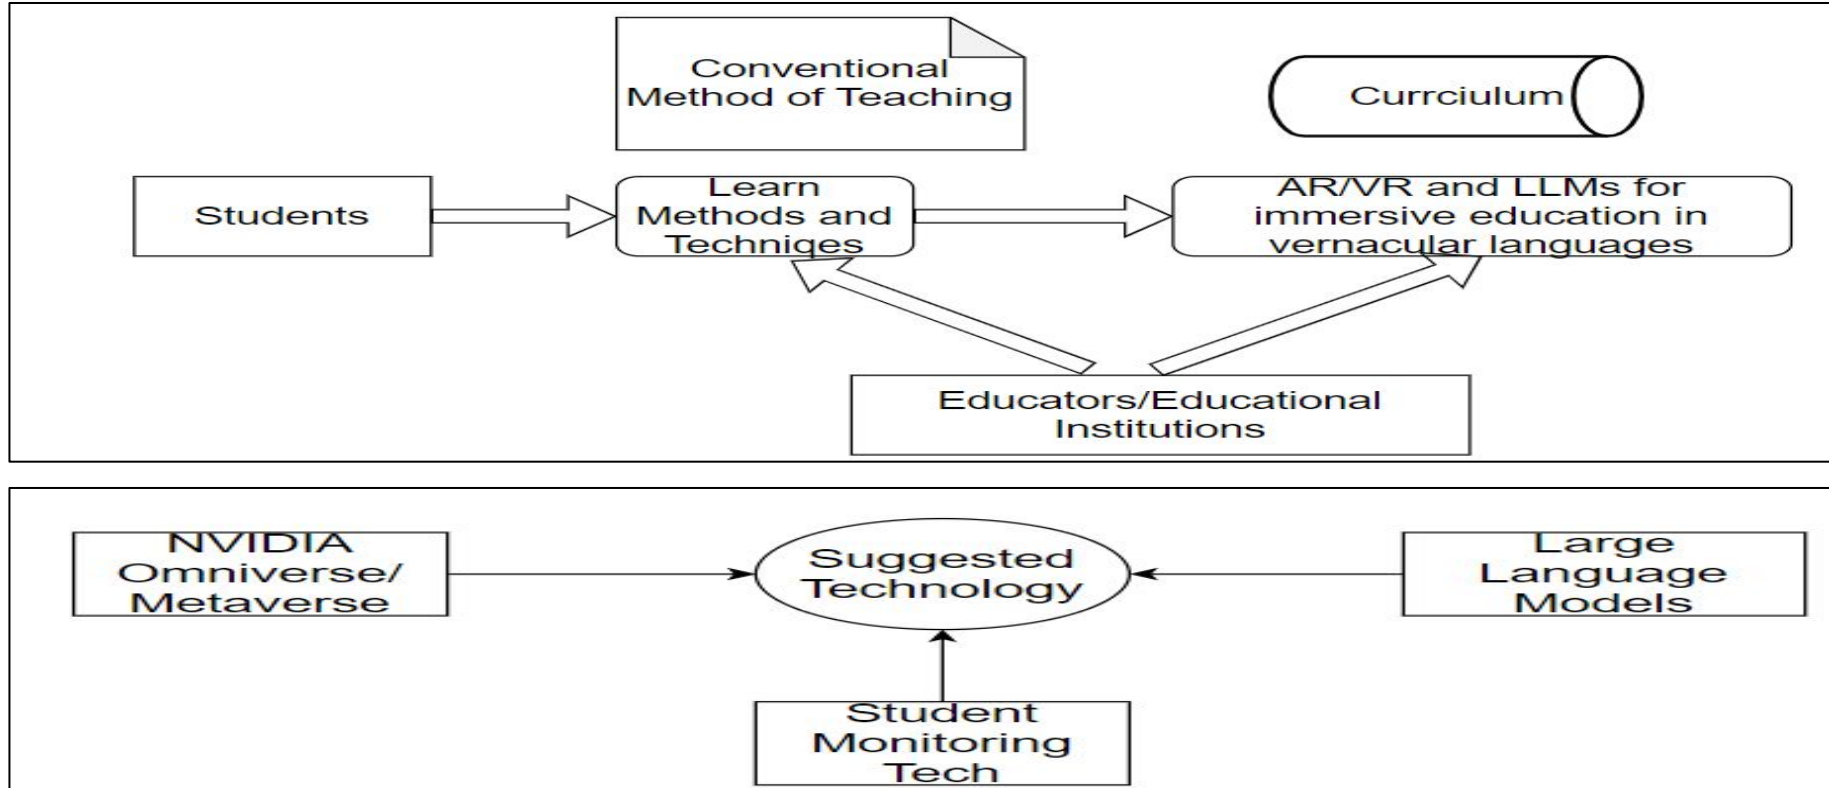 Conventional
Method of Teaching
Currciulum
Students
Learn
Methods and
Techniqes
AR/VR and LLMs for
immersive education in
vernacular languages
Educators/Educational
Institutions
NVIDIA
Omniverse/
Metaverse
Suggested
Technology
Large
Language
Models
Student
Monitoring
Tech